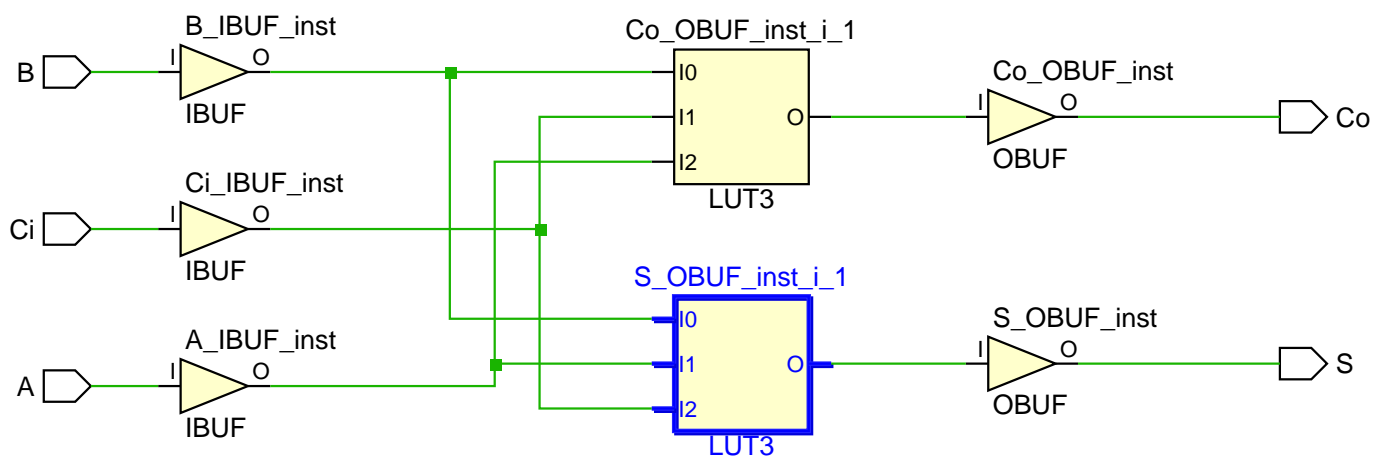 B_IBUF_inst
B
I
O
IBUF
Co_OBUF_inst_i_1
I0
I1
I2
O
LUT3
Co_OBUF_inst
I
O
OBUF
Co
Ci_IBUF_inst
Ci
I
O
IBUF
S_OBUF_inst_i_1
I0
I1
I2
O
LUT3
S_OBUF_inst
I
O
OBUF
S
A_IBUF_inst
A
I
O
IBUF